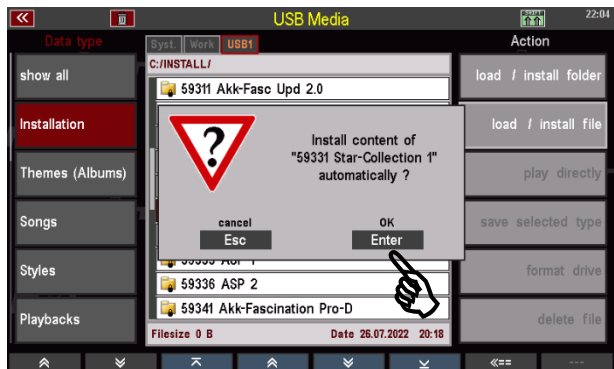 USB Media
START
22:04
Data type
Syst. Work USB1
Action
C:/INSTALL/
show all
Installation
Themes (Albums)
Songs
Styles
Playbacks
59311 Akk-Fasc Upd 2.0
Install content of
"59331 Star-Collection 1"
automatically ?
cancel
Esc
OK
Enter
59336 ASP 2
59341 Akk-Fascination Pro-D
Filesize 0 B
Date 26.07.2022 20:18
load / install folder
load / install file
play directly
save selected type
format drive
delete file
<==
---